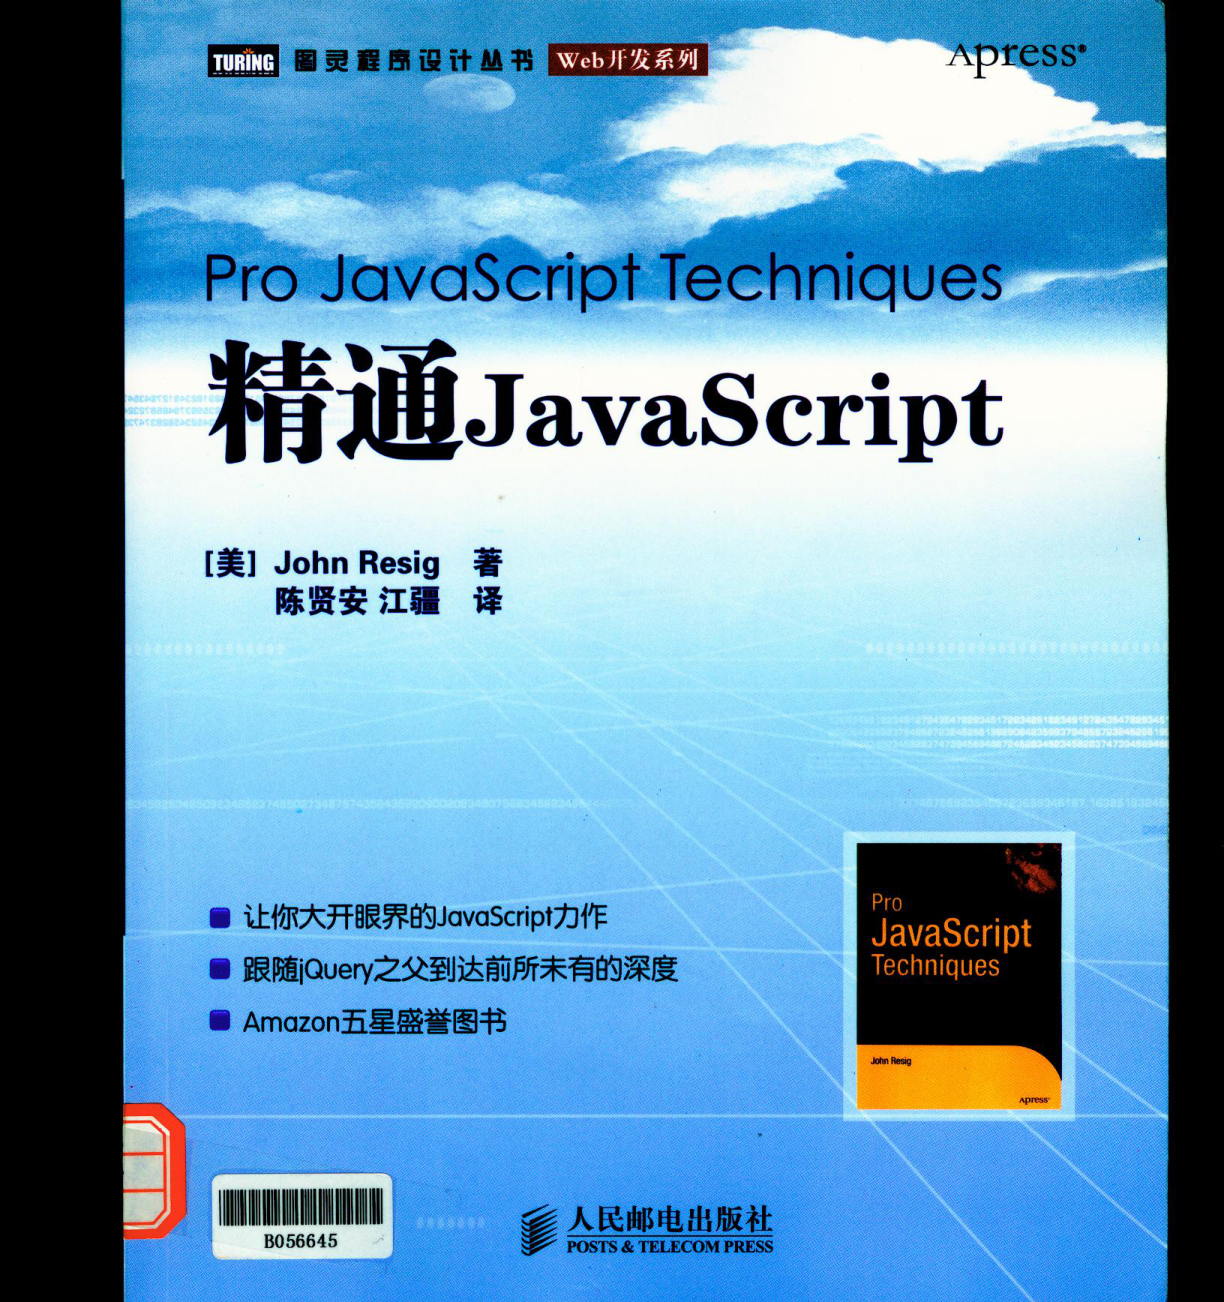 TURING 图灵程序设计丛书 Web开发系列 Apress®
Pro JavaScript Techniques
精通JavaScript
[美] John Resig 著
陈贤安 江疆 译
让你大开眼界的JavaScript力作
跟随jQuery之父到达前所未有的深度
Amazon五星盛誉图书
Pro
JavaScript
Techniques
John Resig
Apress®
B056645
人民邮电出版社
POSTS & TELECOM PRESS